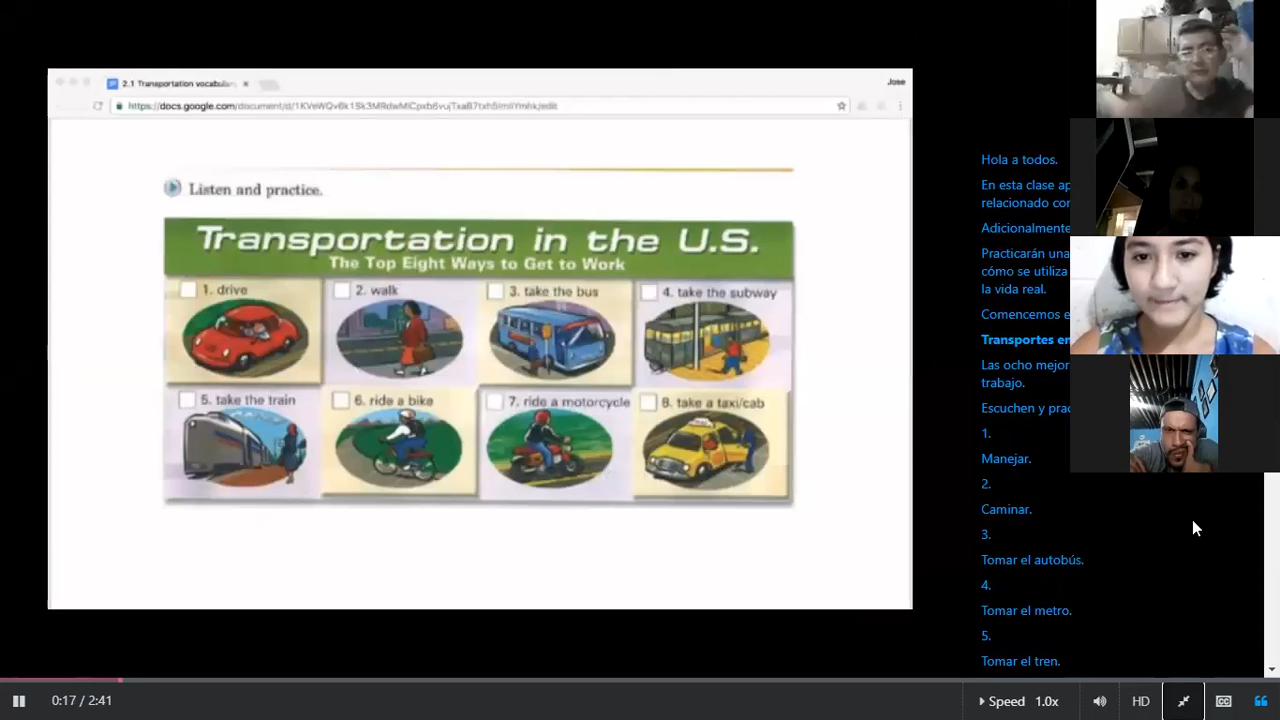 2.1 Transportation vocabula
Jose
Listen and practice.
Transportation in the U.S.
The Top Eight Ways to Get to Work
1. drive
2. walk
3. take the bus
4. take the subway
5. take the train
6. ride a bike
7. ride a motorcycle
8. take a taxi/cab
Hola a todos.
En esta clase ap
relacionado con
Adicionalmente
Practicarán una
cómo se utiliza
la vida real.
Comencemos e
Transportes en
Las ocho mejor
trabajo.
Escuchen y prac
1.
Manejar.
2.
Caminar.
3.
Tomar el autobús.
4.
Tomar el metro.
5.
Tomar el tren.
0:17 / 2:41
Speed 1.0x
HD
CC